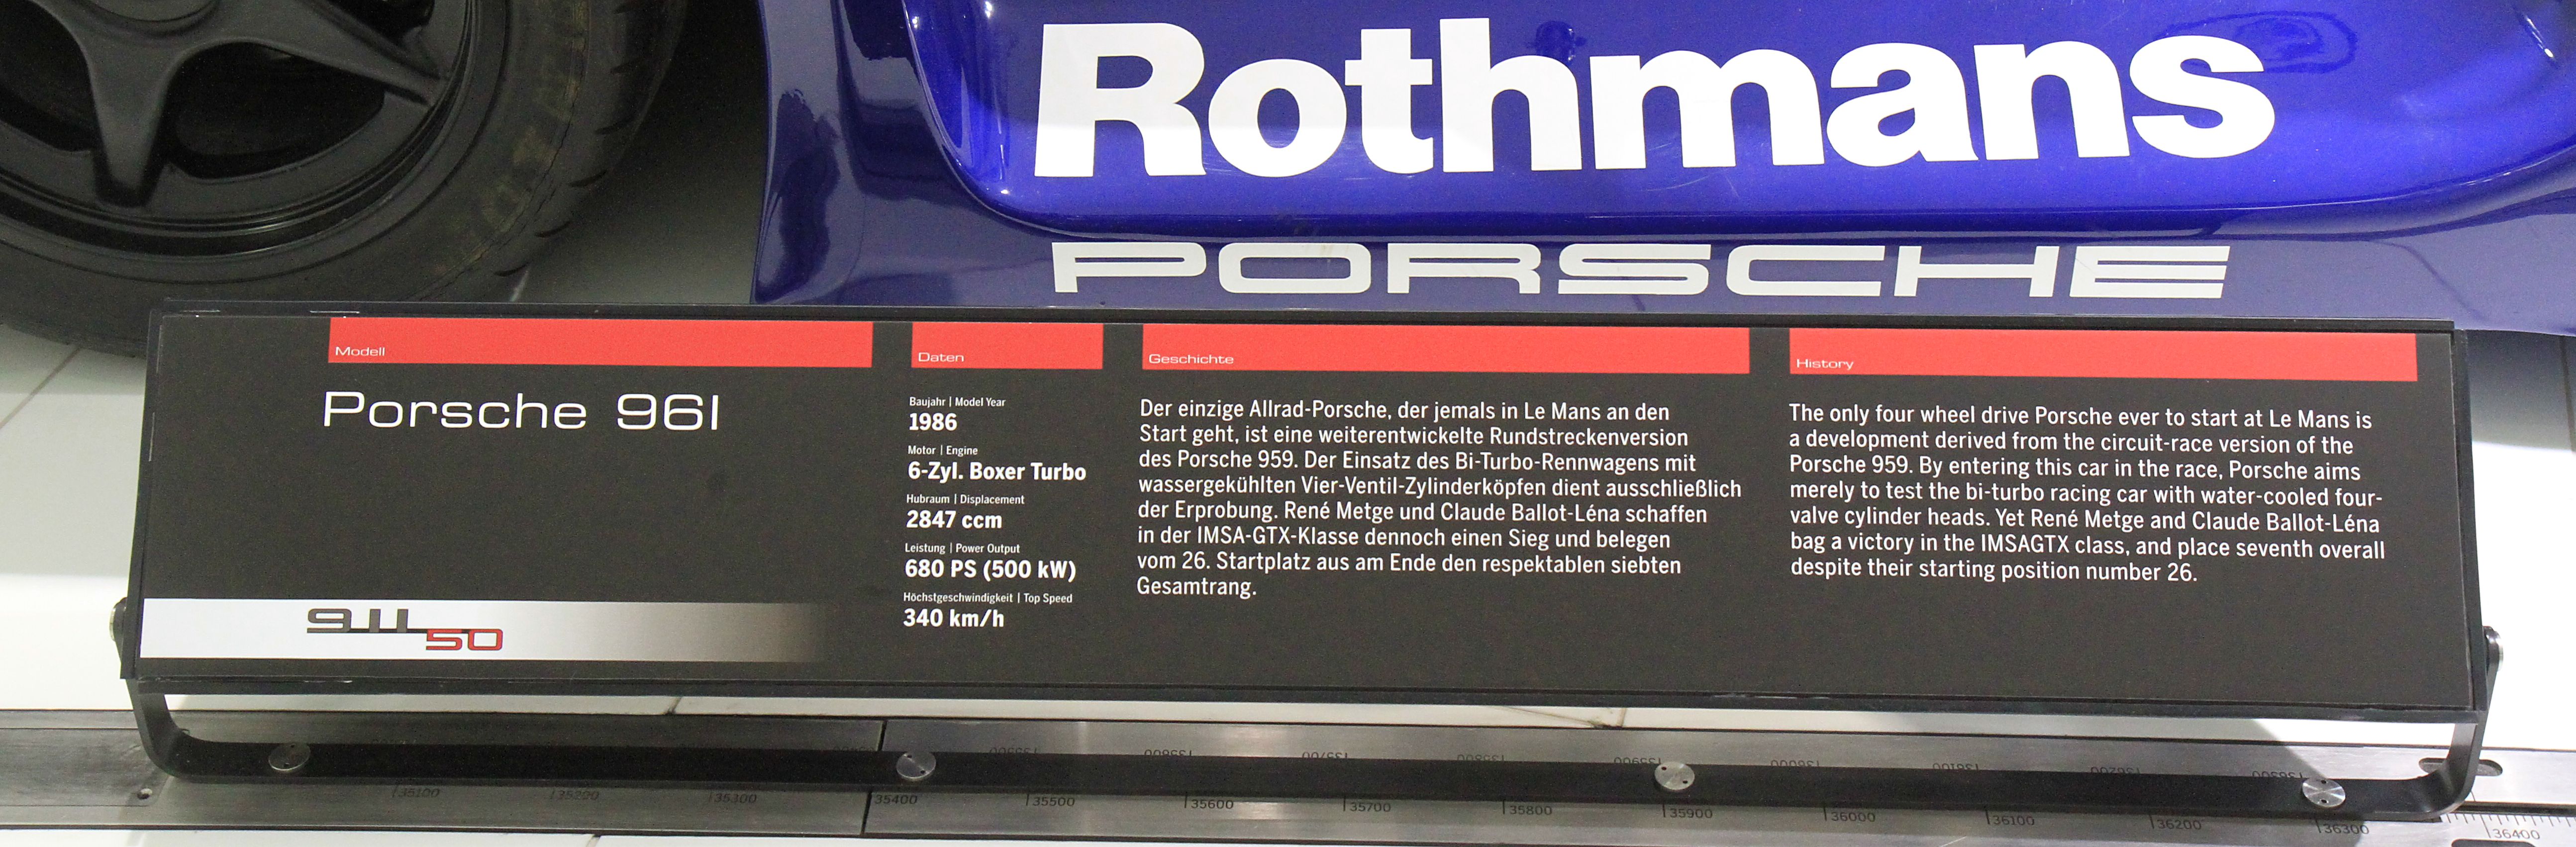 Rothmans
PORSCHE
Modell
Porsche 961
911
50
Daten
Baujahr | Model Year
1986
Motor | Engine
6-Zyl. Boxer Turbo
Hubraum | Displacement
2847 ccm
Leistung | Power Output
680 PS (500 kW)
Höchstgeschwindigkeit | Top Speed
340 km/h
Geschichte
Der einzige Allrad-Porsche, der jemals in Le Mans an den
Start geht, ist eine weiterentwickelte Rundstreckenversion
des Porsche 959. Der Einsatz des Bi-Turbo-Rennwagens mit
wassergekühlten Vier-Ventil-Zylinderköpfen dient ausschließlich
der Erprobung. René Metge und Claude Ballot-Léna schaffen
in der IMSA-GTX-Klasse dennoch einen Sieg und belegen
vom 26. Startplatz aus am Ende den respektablen siebten
Gesamtrang.
History
The only four wheel drive Porsche ever to start at Le Mans is
a development derived from the circuit-race version of the
Porsche 959. By entering this car in the race, Porsche aims
merely to test the bi-turbo racing car with water-cooled four-
valve cylinder heads. Yet René Metge and Claude Ballot-Léna
bag a victory in the IMSAGTX class, and place seventh overall
despite their starting position number 26.
35100 35200 35300 35400 35500 35600 35700 35800 35900 36000 36100 36200 36300 36400